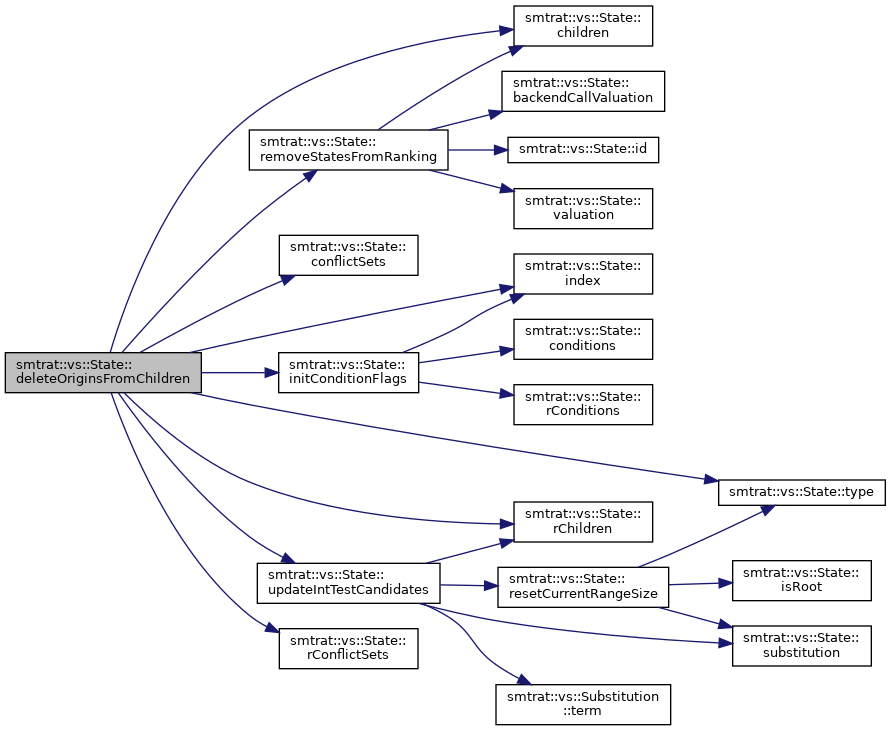 smtrat::vs::State::
children
smtrat::vs::State::
backendCallValuation
smtrat::vs::State::
removeStatesFromRanking
smtrat::vs::State::id
smtrat::vs::State::
valuation
smtrat::vs::State::
conflictSets
smtrat::vs::State::
index
smtrat::vs::State::
conditions
smtrat::vs::State::
deleteOriginsFromChildren
smtrat::vs::State::
initConditionFlags
smtrat::vs::State::
rConditions
smtrat::vs::State::type
smtrat::vs::State::
rChildren
smtrat::vs::State::
updateIntTestCandidates
smtrat::vs::State::
resetCurrentRangeSize
smtrat::vs::State::
isRoot
smtrat::vs::State::
rConflictSets
smtrat::vs::State::
substitution
smtrat::vs::Substitution
::term